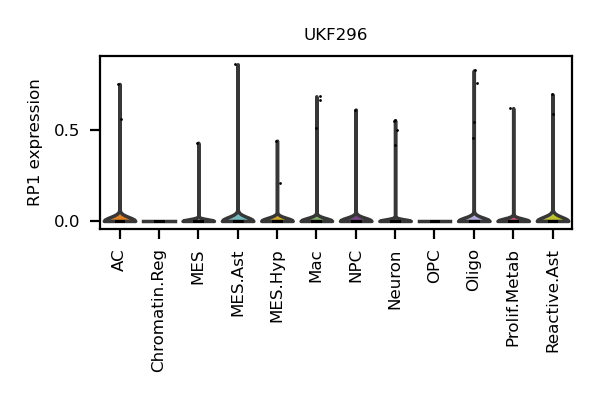 UKF296
RP1 expression
0.5
0.0
AC
Chromatin.Reg
MES
MES.Ast
MES.Hyp
Mac
NPC
Neuron
OPC
Oligo
Prolif.Metab
Reactive.Ast